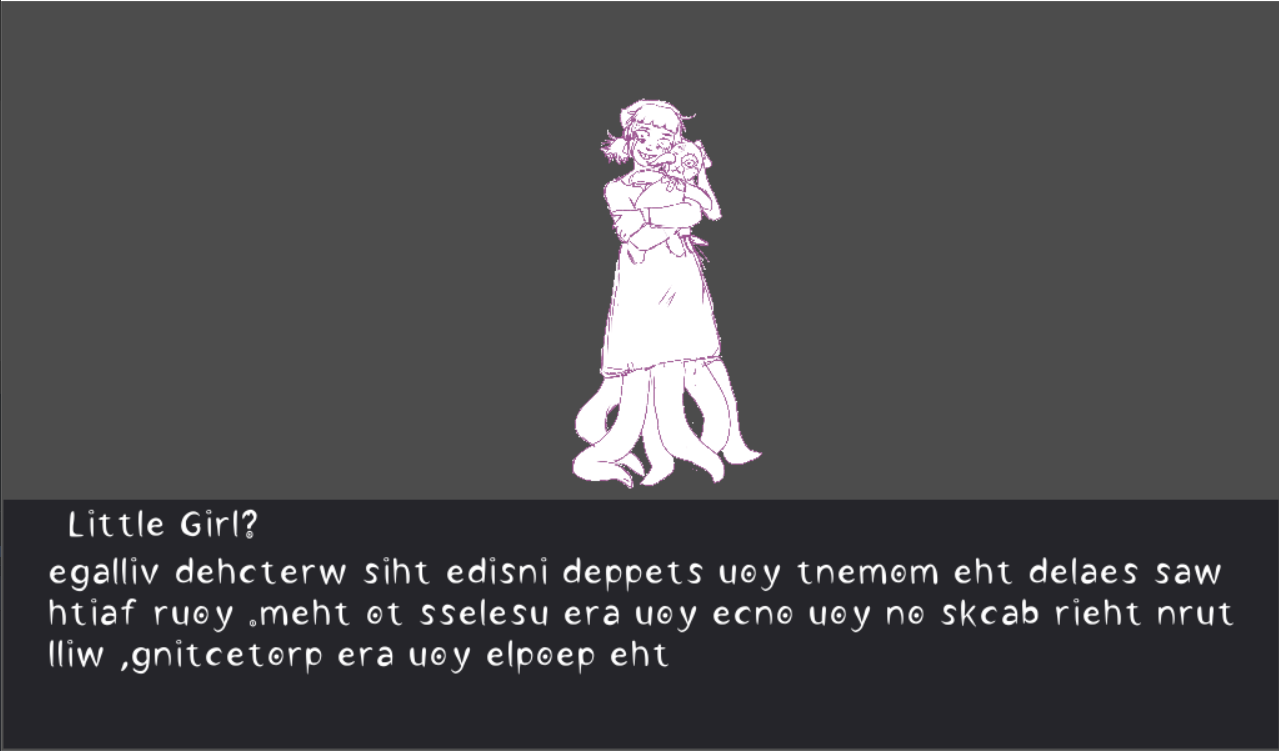 Little Girl?
egalliv dehcterw siht edisni deppets uoy tnemom eht delaes saw
htiaf ruoy .meht ot sselesu era uoy ecno uoy no skcab rieht nrut
lliw ,gnitcetorp era uoy elpoep eht